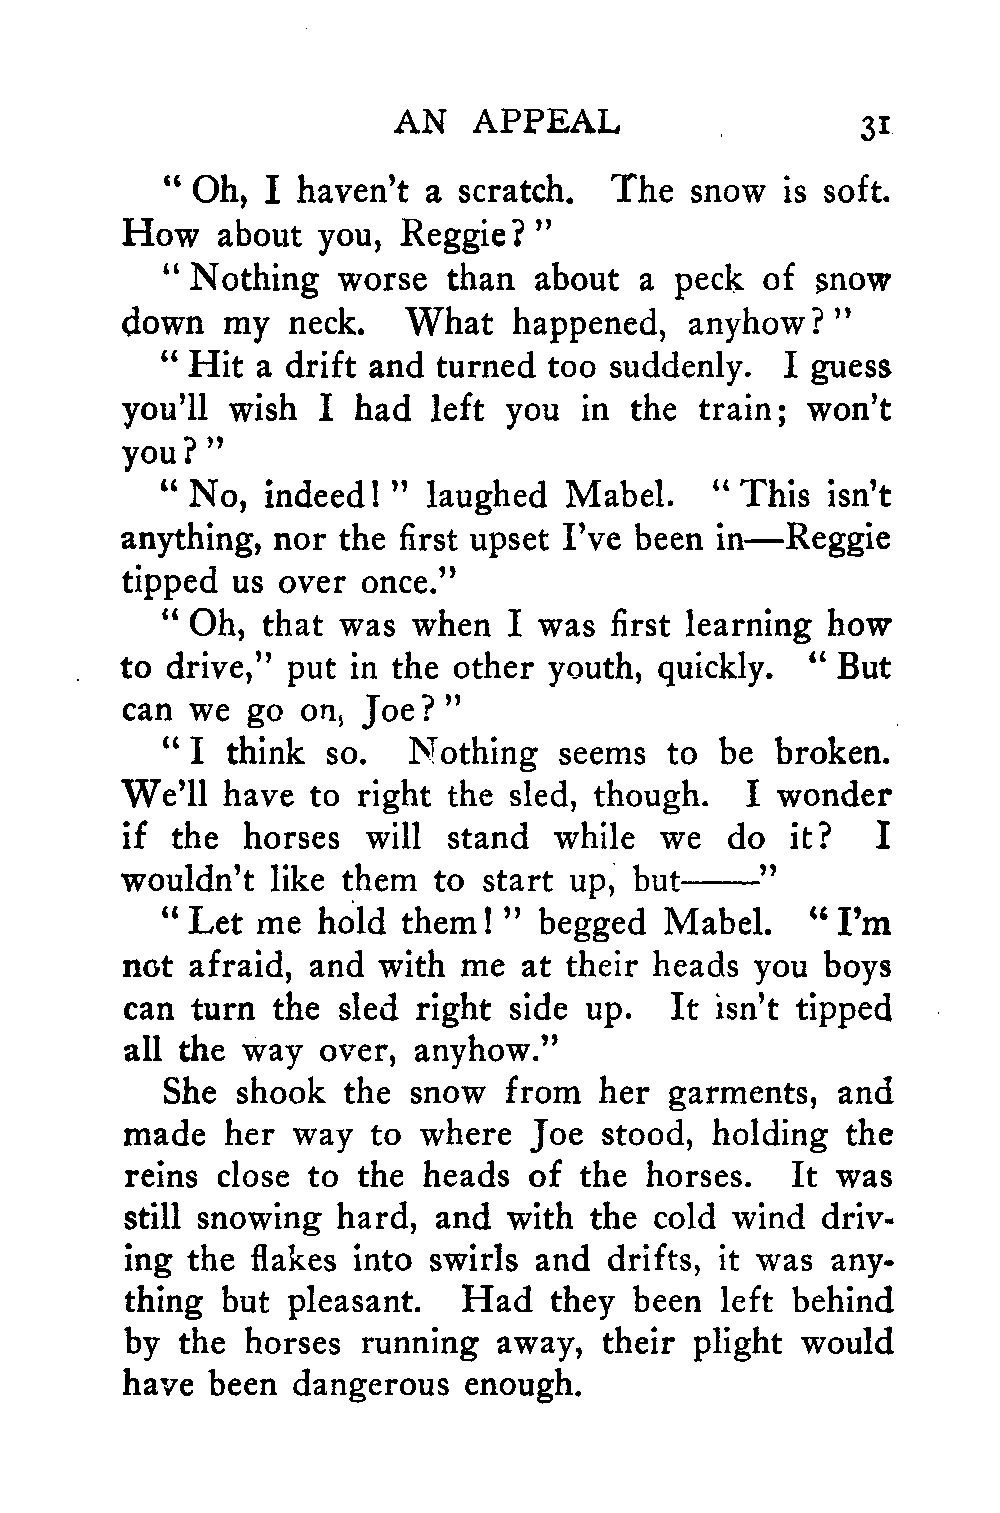 AN APPEAL 31
" Oh, I haven't a scratch. The snow is soft.
How about you, Reggie? "
" Nothing worse than about a peck of snow
down my neck. What happened, anyhow? "
" Hit a drift and turned too suddenly. I guess
you'll wish I had left you in the train; won't
you? "
" No, indeed! " laughed Mabel. " This isn't
anything, nor the first upset I've been in—Reggie
tipped us over once."
" Oh, that was when I was first learning how
to drive," put in the other youth, quickly. " But
can we go on, Joe? "
" I think so. Nothing seems to be broken.
We'll have to right the sled, though. I wonder
if the horses will stand while we do it? I
wouldn't like them to start up, but——"
" Let me hold them! " begged Mabel. " I'm
not afraid, and with me at their heads you boys
can turn the sled right side up. It isn't tipped
all the way over, anyhow."
She shook the snow from her garments, and
made her way to where Joe stood, holding the
reins close to the heads of the horses. It was
still snowing hard, and with the cold wind driv-
ing the flakes into swirls and drifts, it was any-
thing but pleasant. Had they been left behind
by the horses running away, their plight would
have been dangerous enough.